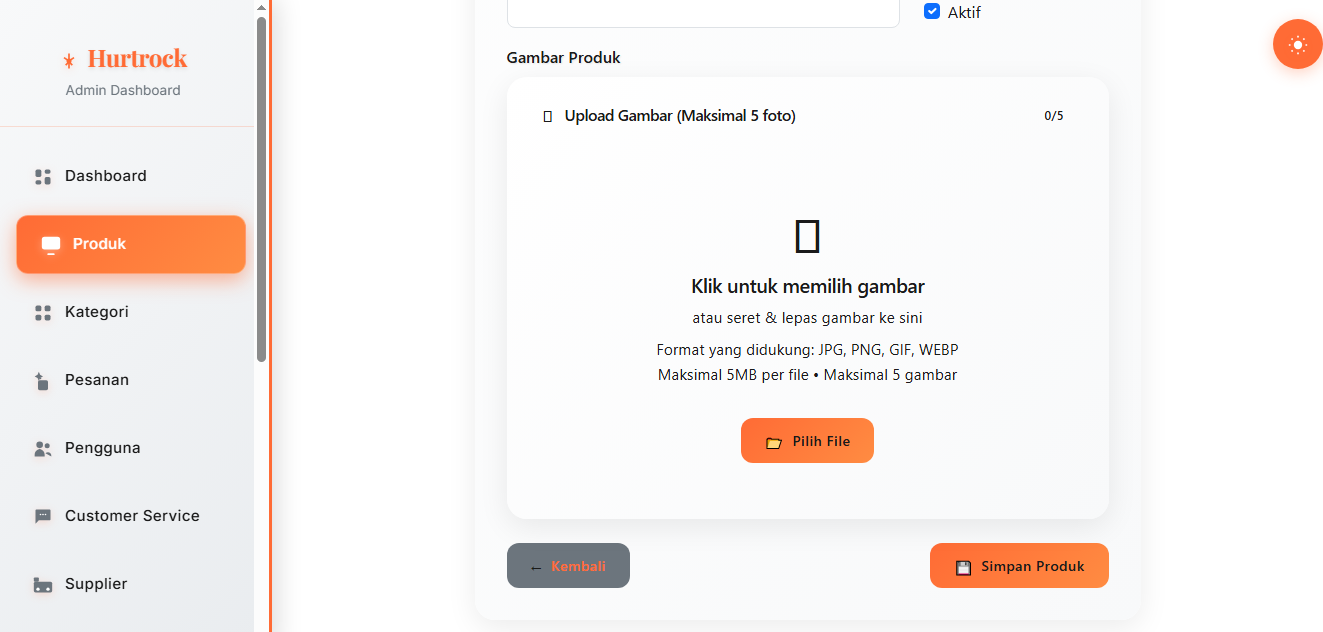 Hurtrock
Admin Dashboard
Dashboard
Produk
Kategori
Pesanan
Pengguna
Customer Service
Supplier
Aktif
Gambar Produk
Upload Gambar (Maksimal 5 foto)
0/5
Klik untuk memilih gambar
atau seret & lepas gambar ke sini
Format yang didukung: JPG, PNG, GIF, WEBP
Maksimal 5MB per file • Maksimal 5 gambar
Pilih File
← Kembali
Simpan Produk